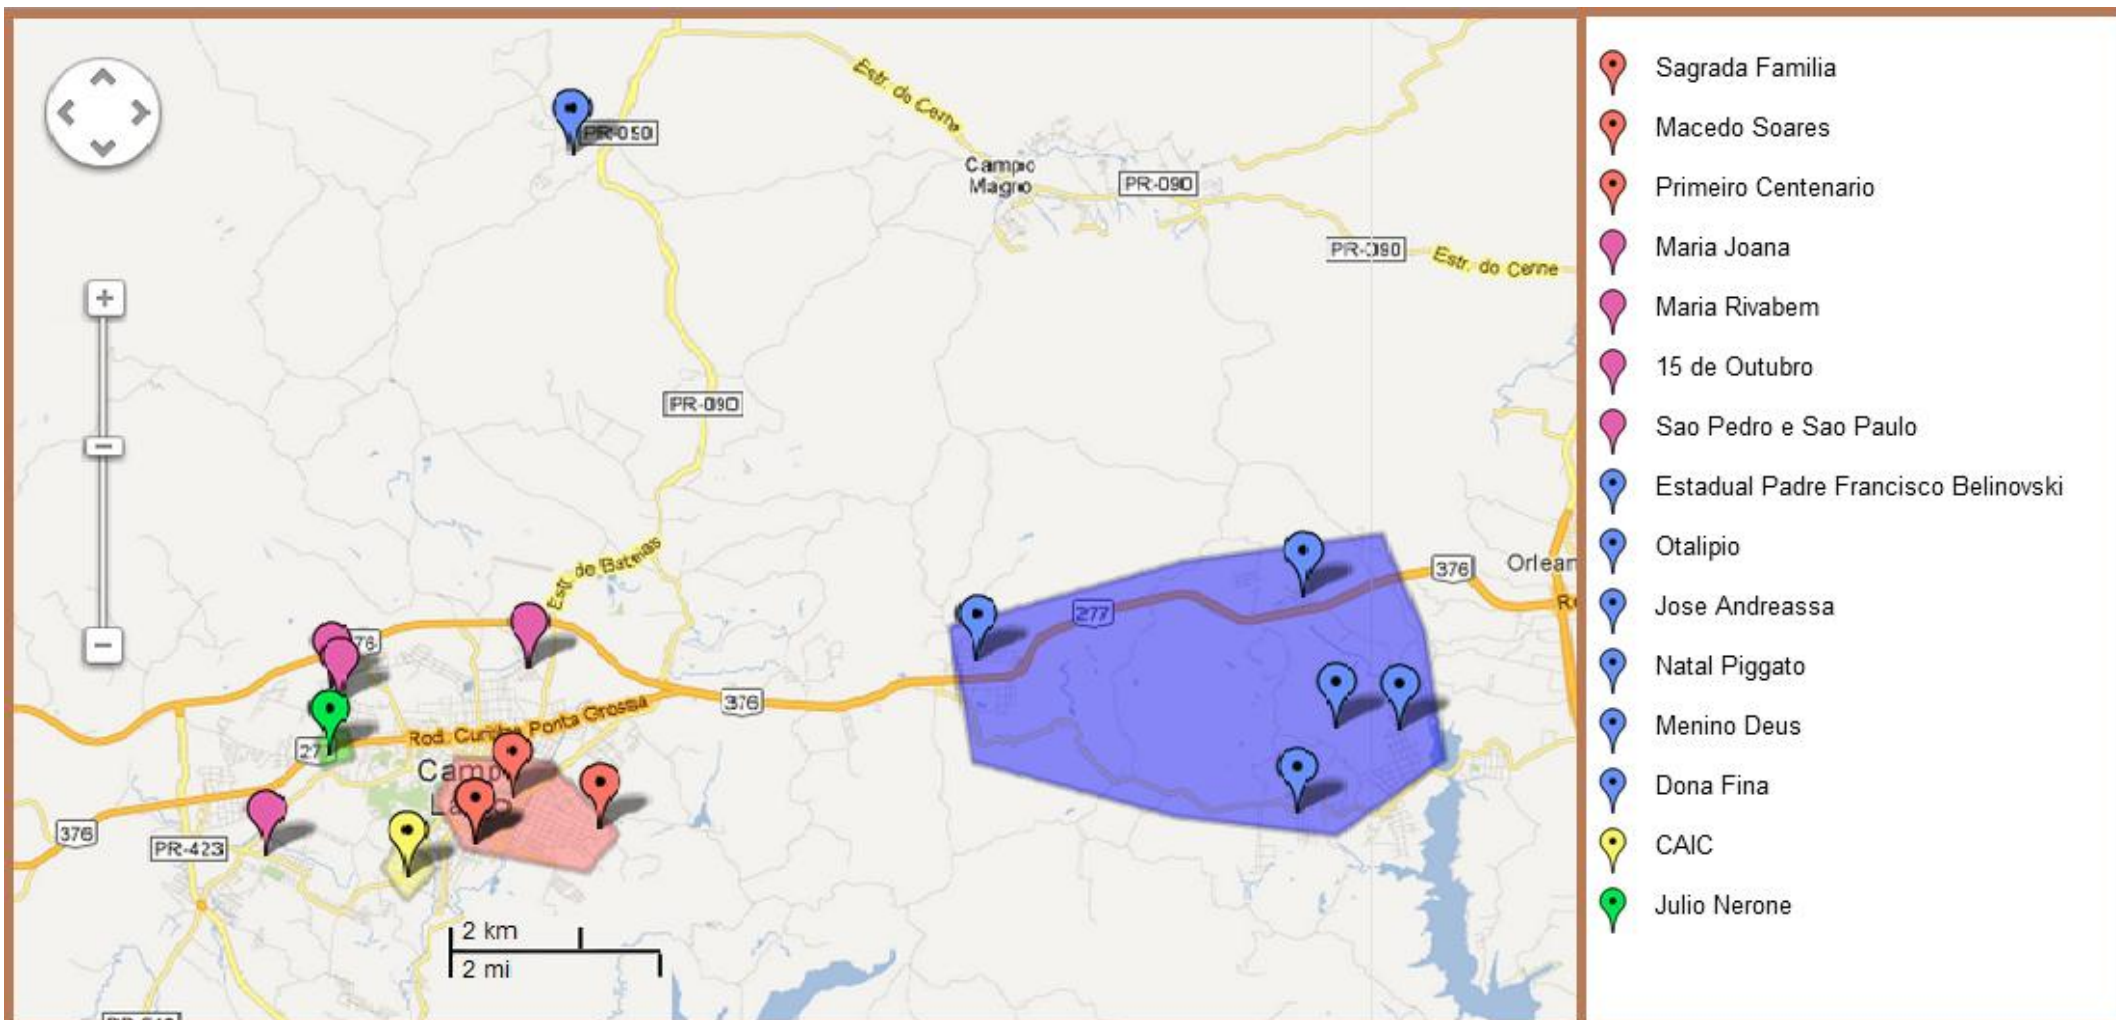 Estr. do Cerne
PR-090
Campo
Magro
PR-090
PR-090
Estr. do Cerne
PR-090
Estr. de Bateias
376
Orlean
277
376
Rod. Curitiba Ponta Grossa
Camp
376
PR-423
2 km
2 mi
Sagrada Familia
Macedo Soares
Primeiro Centenario
Maria Joana
Maria Rivabem
15 de Outubro
Sao Pedro e Sao Paulo
Estadual Padre Francisco Belinovski
Otalipio
Jose Andreassa
Natal Piggato
Menino Deus
Dona Fina
CAIC
Julio Nerone